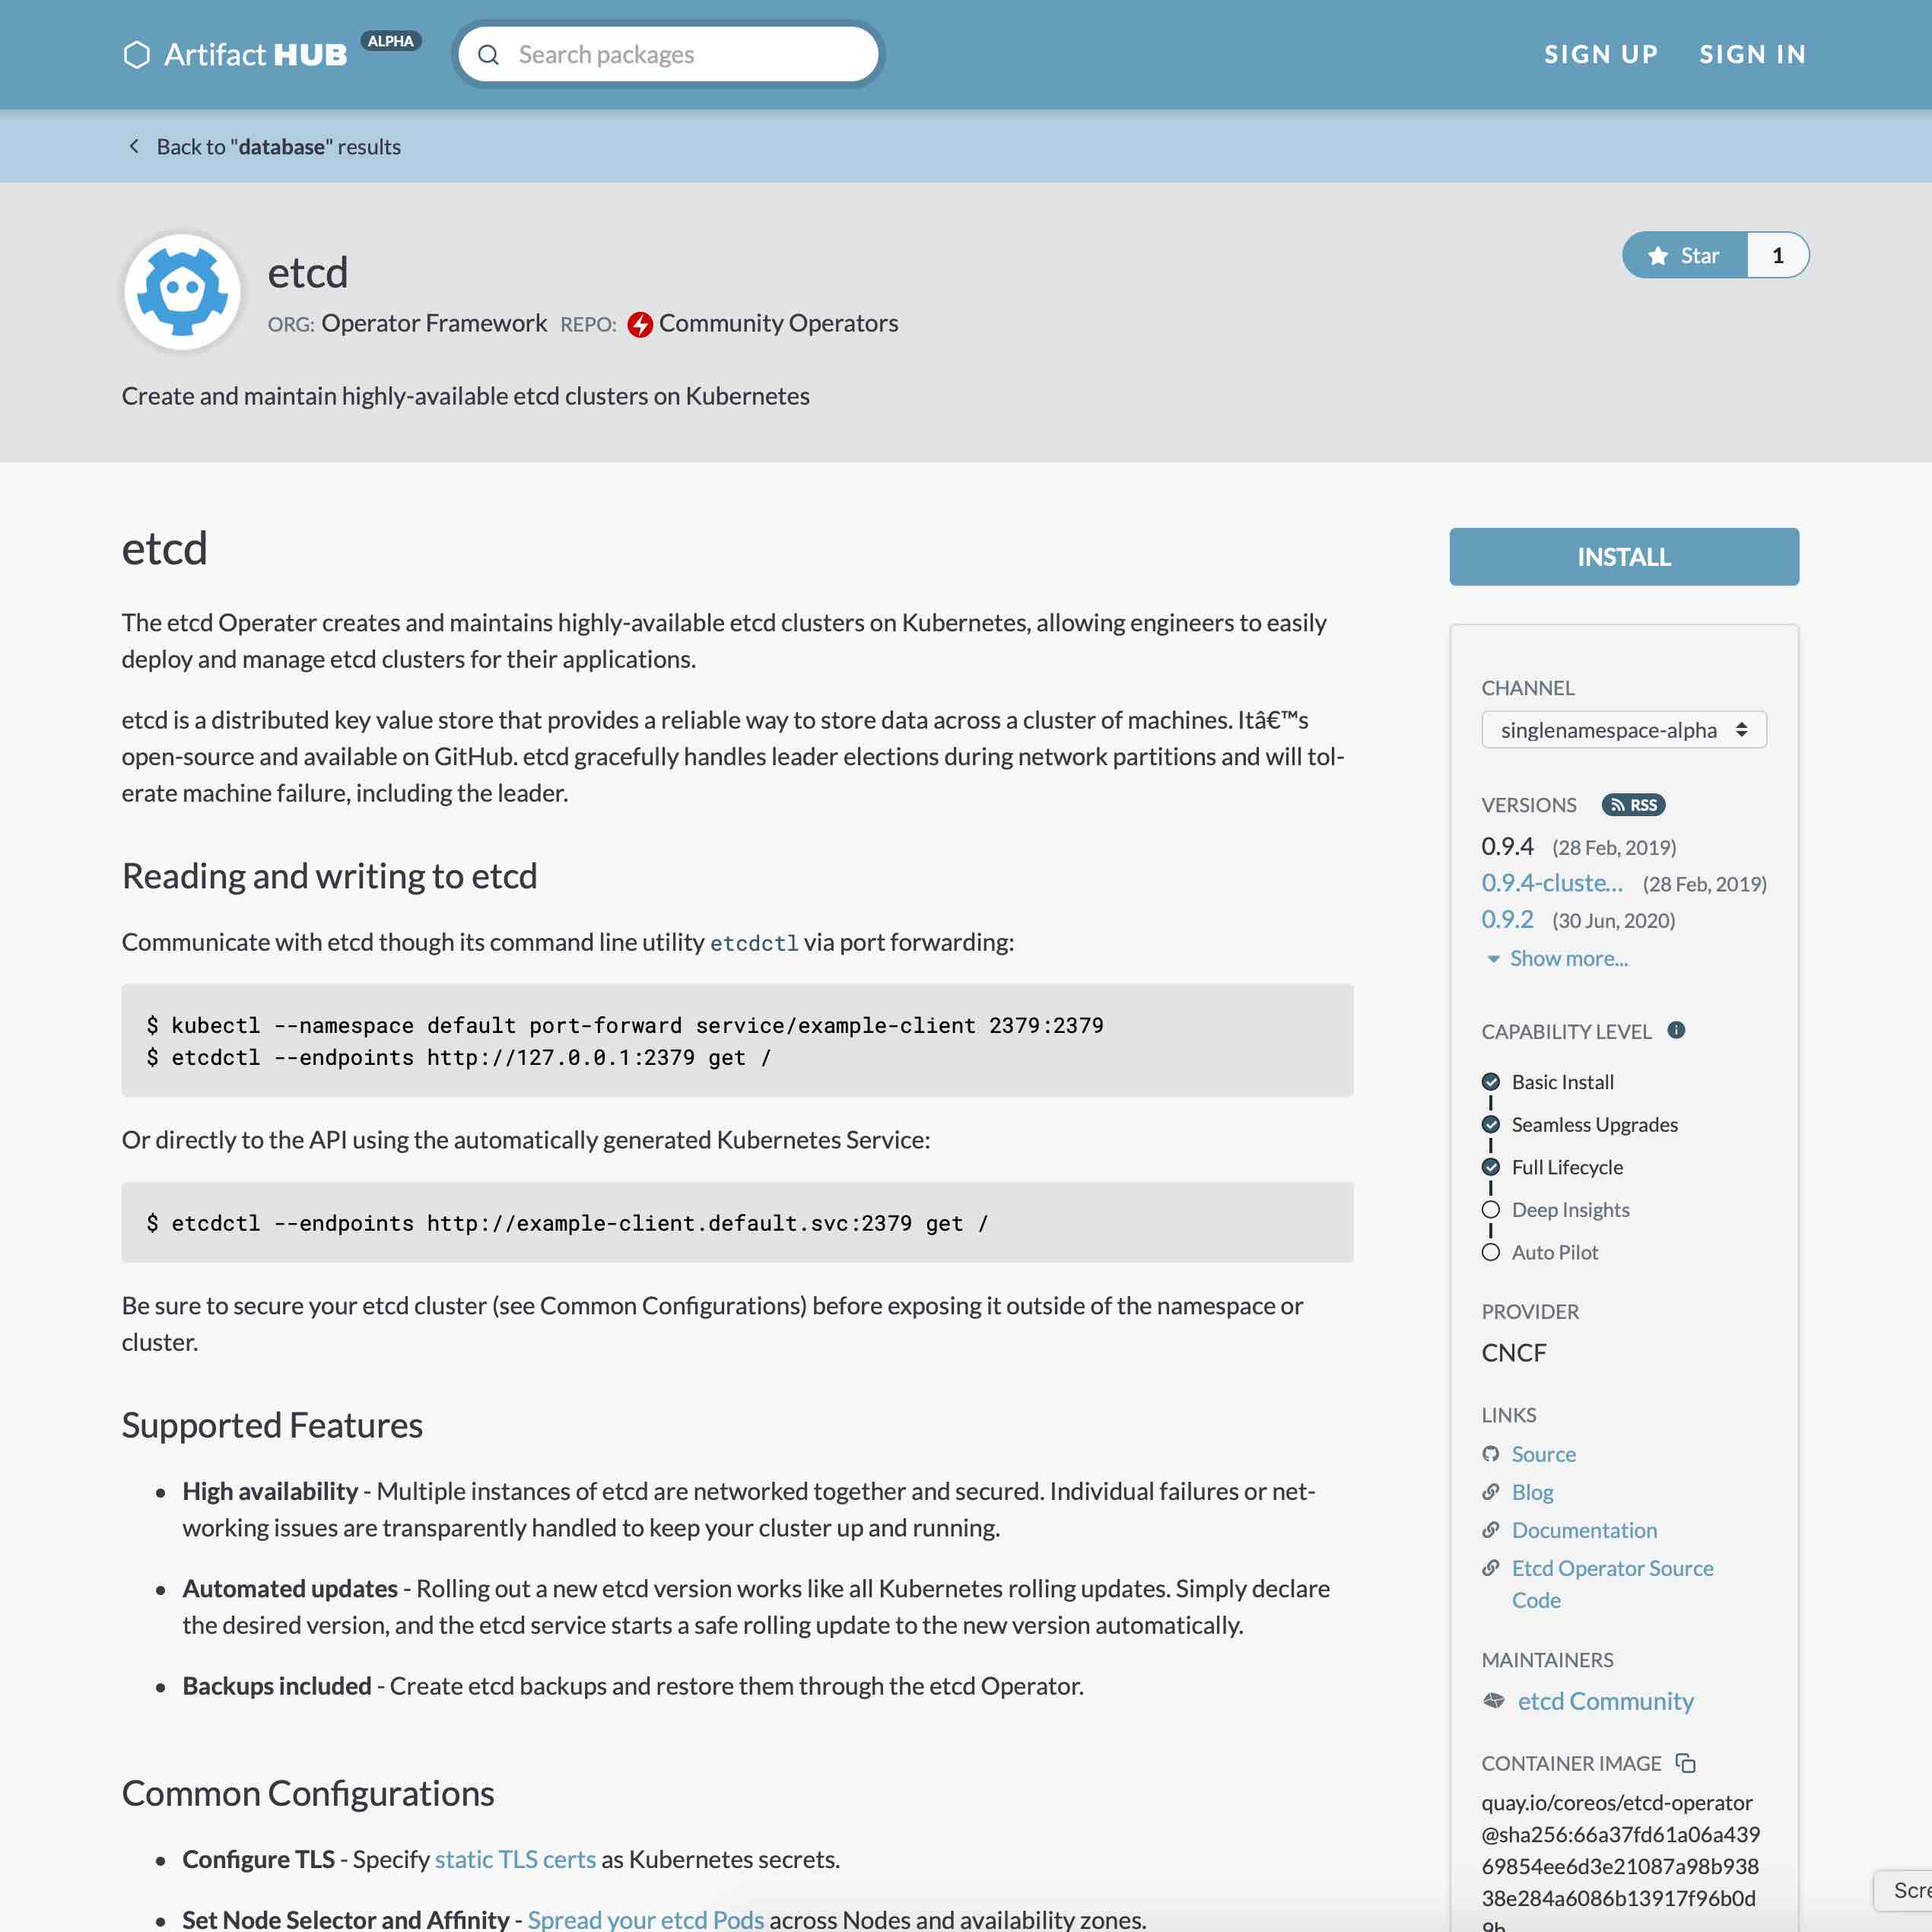 Artifact HUB ALPHA
Search packages
SIGN UP SIGN IN
Back to "database" results
etcd
Star 1
ORG: Operator Framework REPO: Community Operators
Create and maintain highly-available etcd clusters on Kubernetes
etcd
The etcd Operater creates and maintains highly-available etcd clusters on Kubernetes, allowing engineers to easily
deploy and manage etcd clusters for their applications.
etcd is a distributed key value store that provides a reliable way to store data across a cluster of machines. Itâ€™s
open-source and available on GitHub. etcd gracefully handles leader elections during network partitions and will tol-
erate machine failure, including the leader.
Reading and writing to etcd
Communicate with etcd though its command line utility etcdctl via port forwarding:
$ kubectl --namespace default port-forward service/example-client 2379:2379
$ etcdctl --endpoints http://127.0.0.1:2379 get /
Or directly to the API using the automatically generated Kubernetes Service:
$ etcdctl --endpoints http://example-client.default.svc:2379 get /
Be sure to secure your etcd cluster (see Common Configurations) before exposing it outside of the namespace or
cluster.
Supported Features
• High availability - Multiple instances of etcd are networked together and secured. Individual failures or net-
working issues are transparently handled to keep your cluster up and running.
• Automated updates - Rolling out a new etcd version works like all Kubernetes rolling updates. Simply declare
the desired version, and the etcd service starts a safe rolling update to the new version automatically.
• Backups included - Create etcd backups and restore them through the etcd Operator.
Common Configurations
• Configure TLS - Specify static TLS certs as Kubernetes secrets.
• Set Node Selector and Affinity - Spread your etcd Pods across Nodes and availability zones.
INSTALL
CHANNEL
singlenamespace-alpha
VERSIONS RSS
0.9.4 (28 Feb, 2019)
0.9.4-cluste... (28 Feb, 2019)
0.9.2 (30 Jun, 2020)
Show more...
CAPABILITY LEVEL
Basic Install
Seamless Upgrades
Full Lifecycle
Deep Insights
Auto Pilot
PROVIDER
CNCF
LINKS
Source
Blog
Documentation
Etcd Operator Source
Code
MAINTAINERS
etcd Community
CONTAINER IMAGE
quay.io/coreos/etcd-operator
@sha256:66a37fd61a06a439
69854ee6d3e21087a98b938
38e284a6086b13917f96b0d
9b
Scre